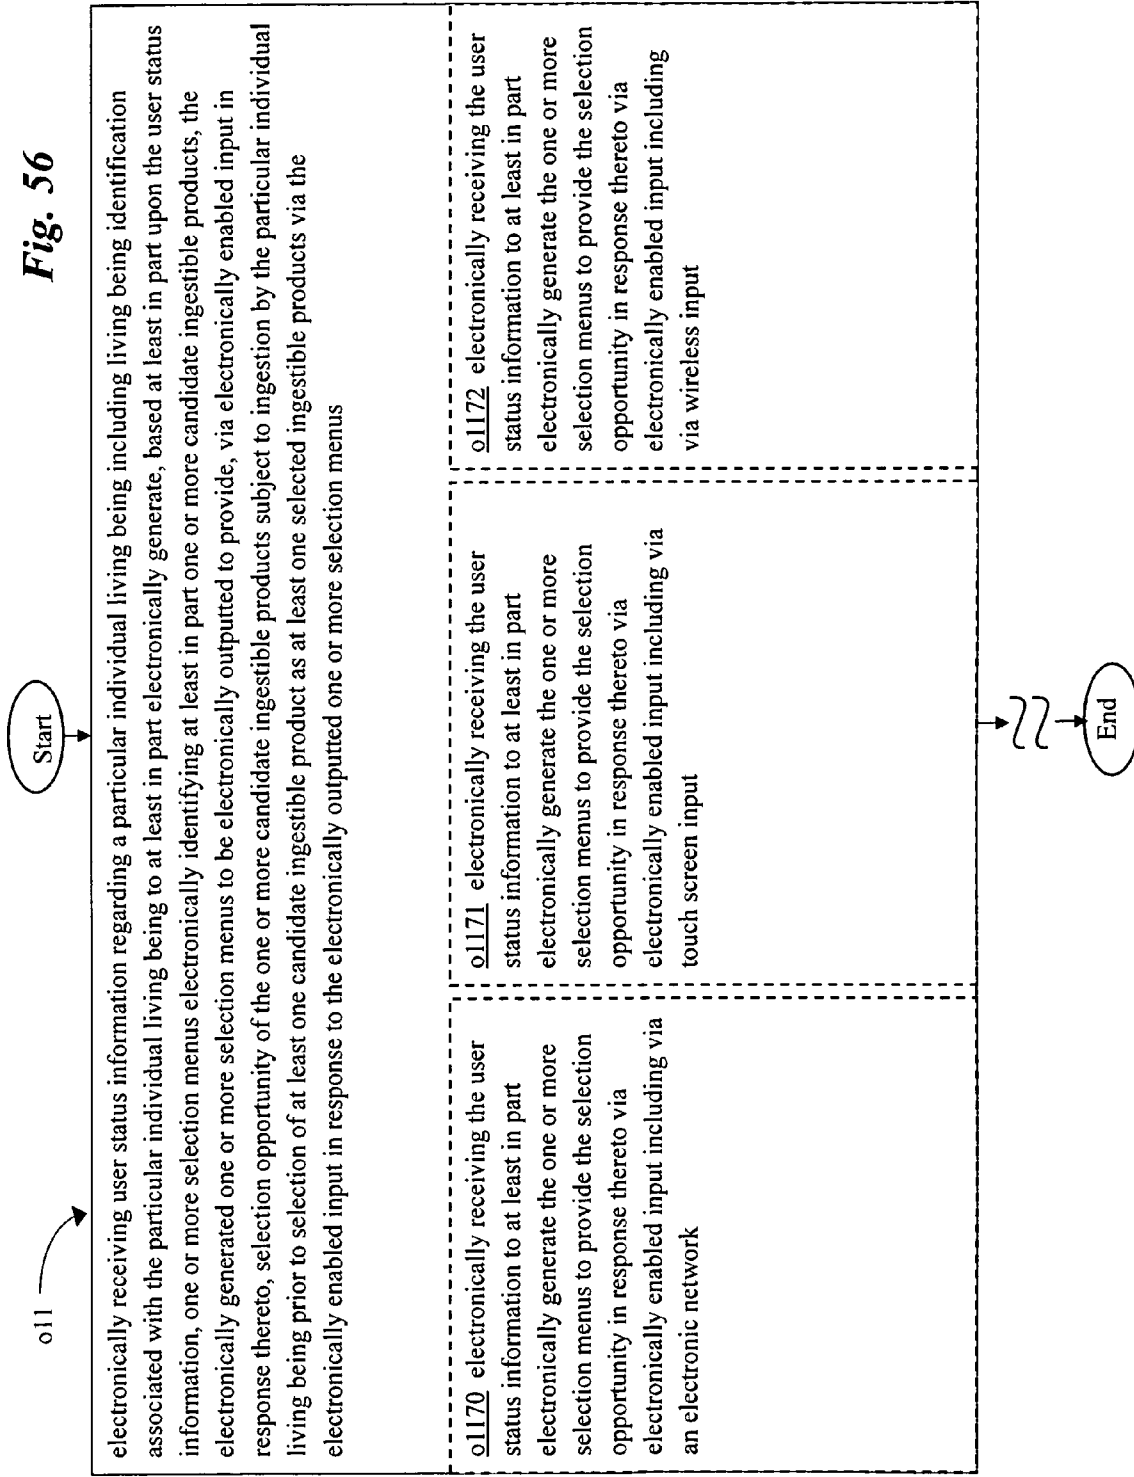 Fig. 56
Start
o11
electronically receiving user status information regarding a particular individual living being including living being identification
associated with the particular individual living being to at least in part electronically generate, based at least in part upon the user status
information, one or more selection menus electronically identifying at least in part one or more candidate ingestible products, the
electronically generated one or more selection menus to be electronically outputted to provide, via electronically enabled input in
response thereto, selection opportunity of the one or more candidate ingestible products subject to ingestion by the particular individual
living being prior to selection of at least one candidate ingestible product as at least one selected ingestible products via the
electronically enabled input in response to the electronically outputted one or more selection menus
o1170 electronically receiving the user
status information to at least in part
electronically generate the one or more
selection menus to provide the selection
opportunity in response thereto via
electronically enabled input including via
an electronic network
o1171 electronically receiving the user
status information to at least in part
electronically generate the one or more
selection menus to provide the selection
opportunity in response thereto via
electronically enabled input including via
touch screen input
o1172 electronically receiving the user
status information to at least in part
electronically generate the one or more
selection menus to provide the selection
opportunity in response thereto via
electronically enabled input including
via wireless input
End